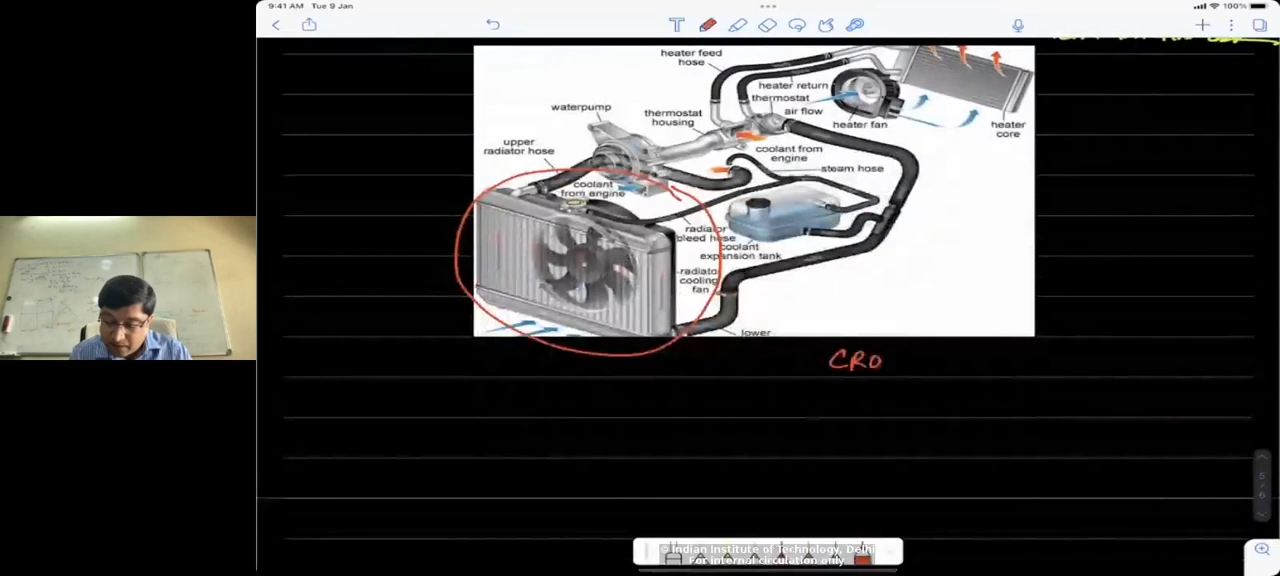 9:41 AM Tue 9 Jan
100%
heater feed
hose
heater return
thermostat
air flow
waterpump
thermostat
housing
heater fan
heater
core
upper
radiator hose
coolant from
engine
steam hose
coolant
from engine
radiator
bleed hose
coolant
expansion tank
radiator
cooling
fan
lower
CRO
© Indian Institute of Technology, Delhi
For internal circulation only